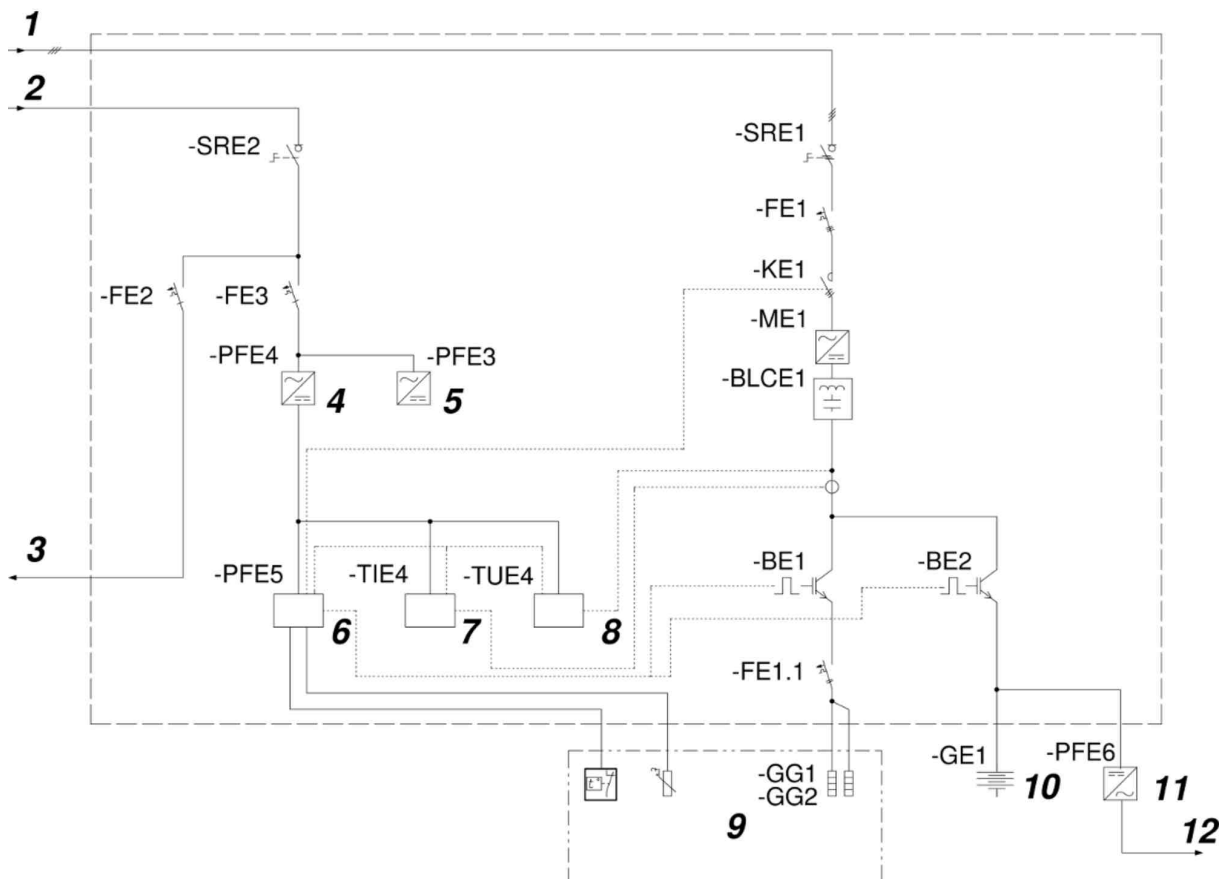 1
2
-SRE2
-SRE1
-FE1
-KE1
-FE2
-FE3
-ME1
-PFE4
-PFE3
-BLCE1
4
5
3
-PFE5
-TIE4
-TUE4
-BE1
-BE2
6
7
8
-FE1.1
-GG1
-GG2
-GE1
-PFE6
9
10
11
12